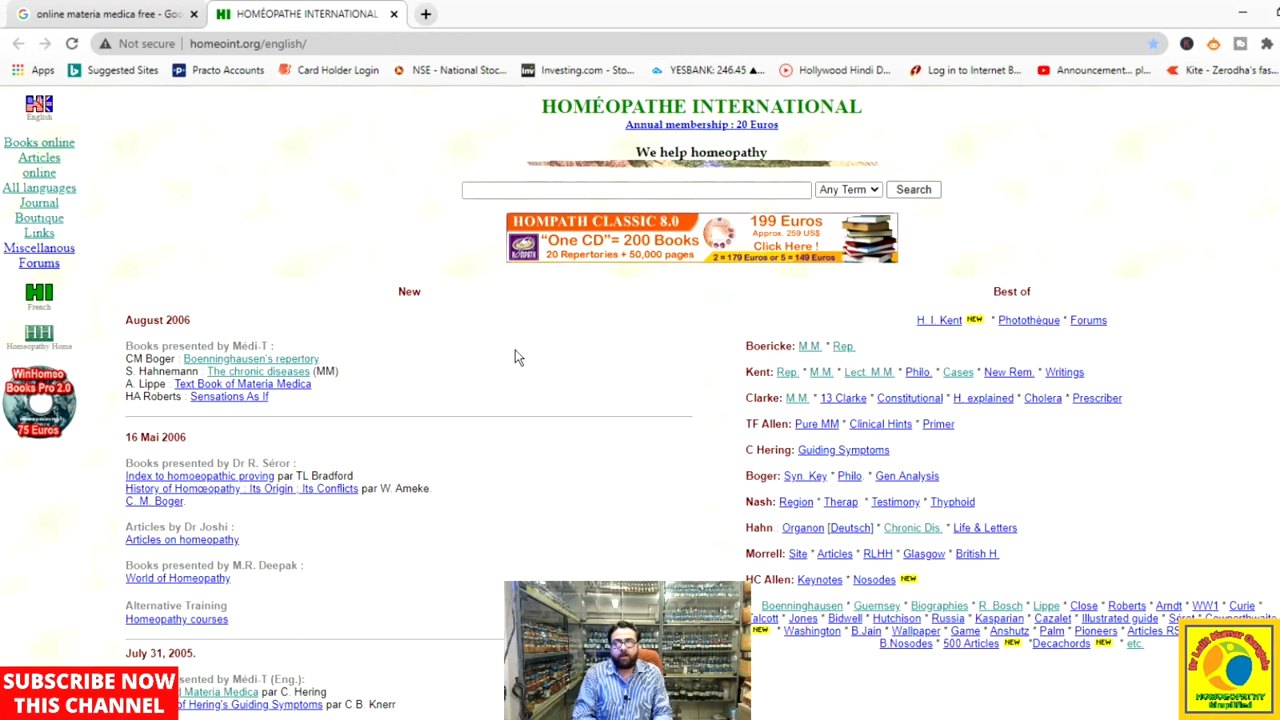 online materia medica free - Goo
HOMÉOPATHE INTERNATIONAL
Not secure
homeoint.org/english/
Apps
Suggested Sites
Practo Accounts
Card Holder Login
NSE - National Stoc...
Investing.com - Sto...
YESBANK: 246.45 ▲...
Hollywood Hindi D...
Log in to Internet B...
Announcement... pl...
Kite - Zerodha's fas...
English
Books online
Articles
online
All languages
Journal
Boutique
Links
Miscellanous
Forums
HI
French
HH
Homeopathy Home
WinHomeo
Books Pro 2.0
75 Euros
HOMÉOPATHE INTERNATIONAL
Annual membership : 20 Euros
We help homeopathy
Any Term
Search
HOMPATH CLASSIC 8.0
"One CD"= 200 Books
20 Repertories + 50,000 pages
199 Euros
Approx. 259 US$
Click Here !
2 = 179 Euros or 5 = 149 Euros
New
August 2006
Books presented by Médi-T :
CM Boger : Boenninghausen's repertory
S. Hahnemann : The chronic diseases (MM)
A. Lippe : Text Book of Materia Medica
HA Roberts : Sensations As If
16 Mai 2006
Books presented by Dr R. Séror :
Index to homoeopathic proving par TL Bradford
History of Homœopathy : Its Origin ; Its Conflicts par W. Ameke.
C. M. Boger.
Articles by Dr Joshi :
Articles on homeopathy
Books presented by M.R. Deepak :
World of Homeopathy
Alternative Training
Homeopathy courses
July 31, 2005.
d by Médi-T (Eng.):
d Materia Medica par C. Hering
of Hering's Guiding Symptoms par C.B. Knerr
Best of
H. I. Kent NEW * Photothèque * Forums
Boericke: M.M. * Rep.
Kent: Rep. * M.M. * Lect. M.M. * Philo. * Cases * New Rem. * Writings
Clarke: M.M. * 13 Clarke * Constitutional * H. explained * Cholera * Prescriber
TF Allen: Pure MM * Clinical Hints * Primer
C Hering: Guiding Symptoms
Boger: Syn. Key * Philo. * Gen Analysis
Nash: Region * Therap * Testimony * Thyphoid
Hahn : Organon [Deutsch] * Chronic Dis. * Life & Letters
Morrell: Site * Articles * RLHH * Glasgow * British H.
HC Allen: Keynotes * Nosodes NEW
Boenninghausen * Guernsey * Biographies * R. Bosch * Lippe * Close * Roberts * Arndt * WW1 * Curie *
alcott * Jones * Bidwell * Hutchison * Russia * Kasparian * Cazalet * Illustrated guide *
NEW * Washington * B.Jain * Wallpaper * Game * Anshutz * Palm * Pioneers * Articles RS
B.Nosodes * 500 Articles NEW *Decachords NEW * etc.
SUBSCRIBE NOW
THIS CHANNEL
Dr Lalit Kumar
HOMOEOPATHY
Simplified